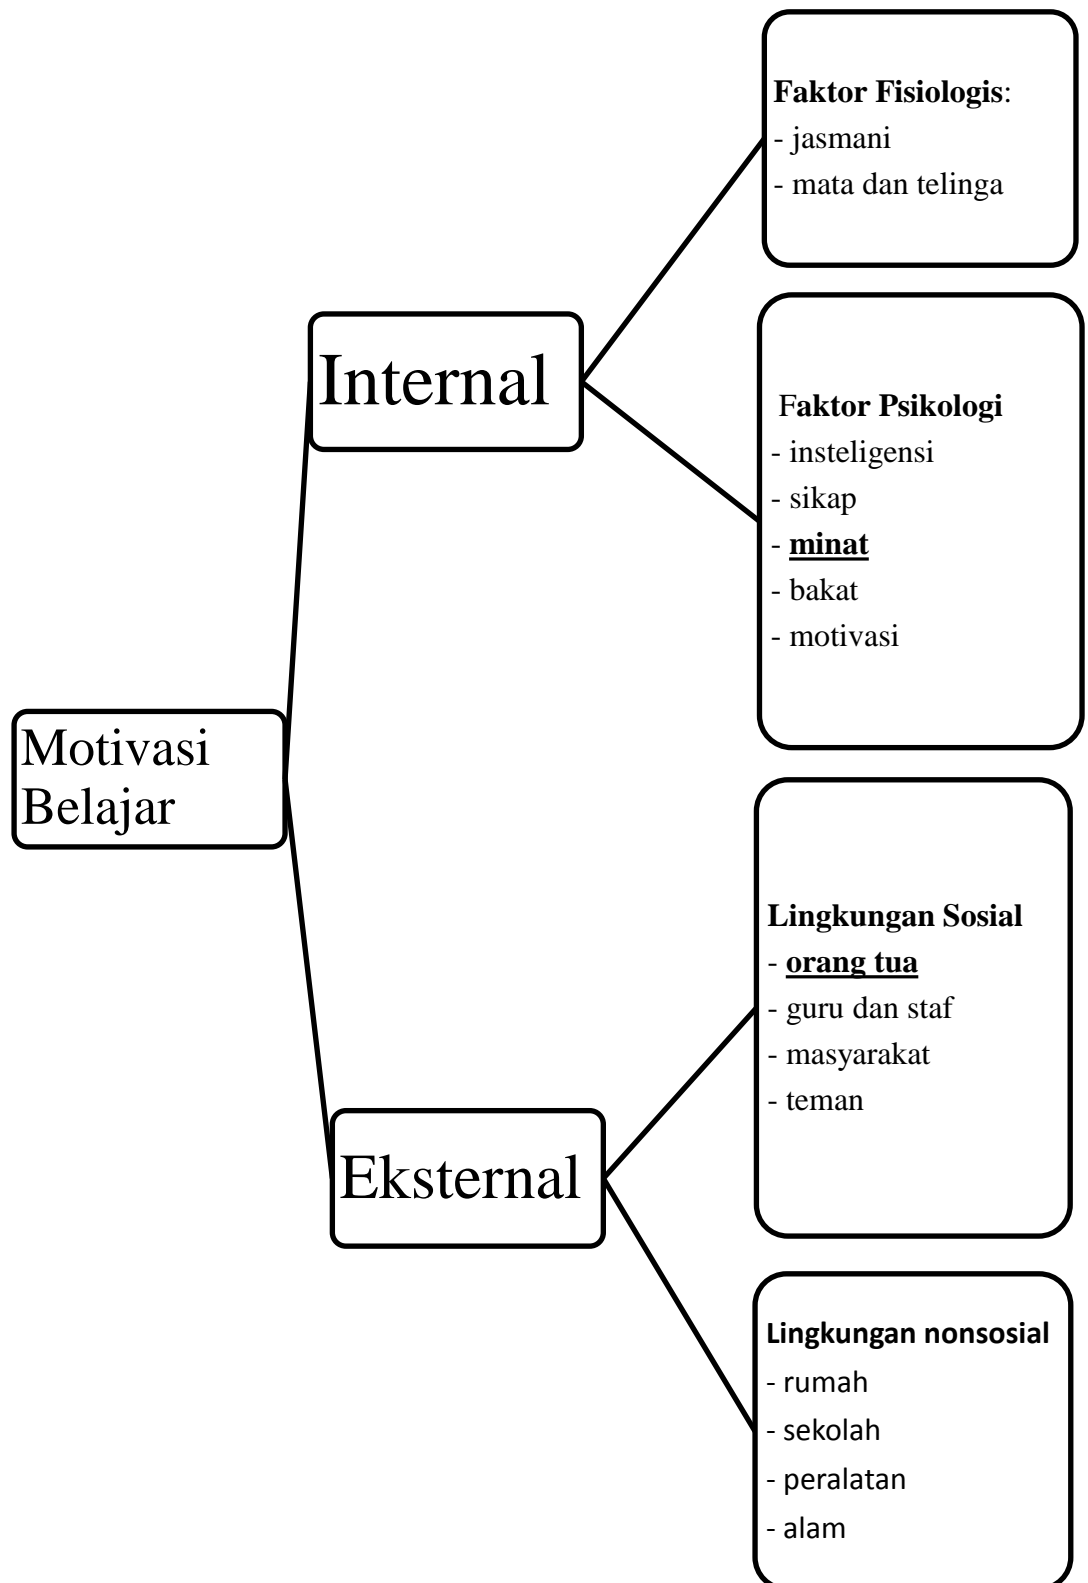 Faktor Fisiologis:
- jasmani
- mata dan telinga
Internal
Faktor Psikologi
- insteligensi
- sikap
- minat
- bakat
- motivasi
Motivasi
Belajar
Lingkungan Sosial
- orang tua
- guru dan staf
- masyarakat
- teman
Eksternal
Lingkungan nonsosial
- rumah
- sekolah
- peralatan
- alam